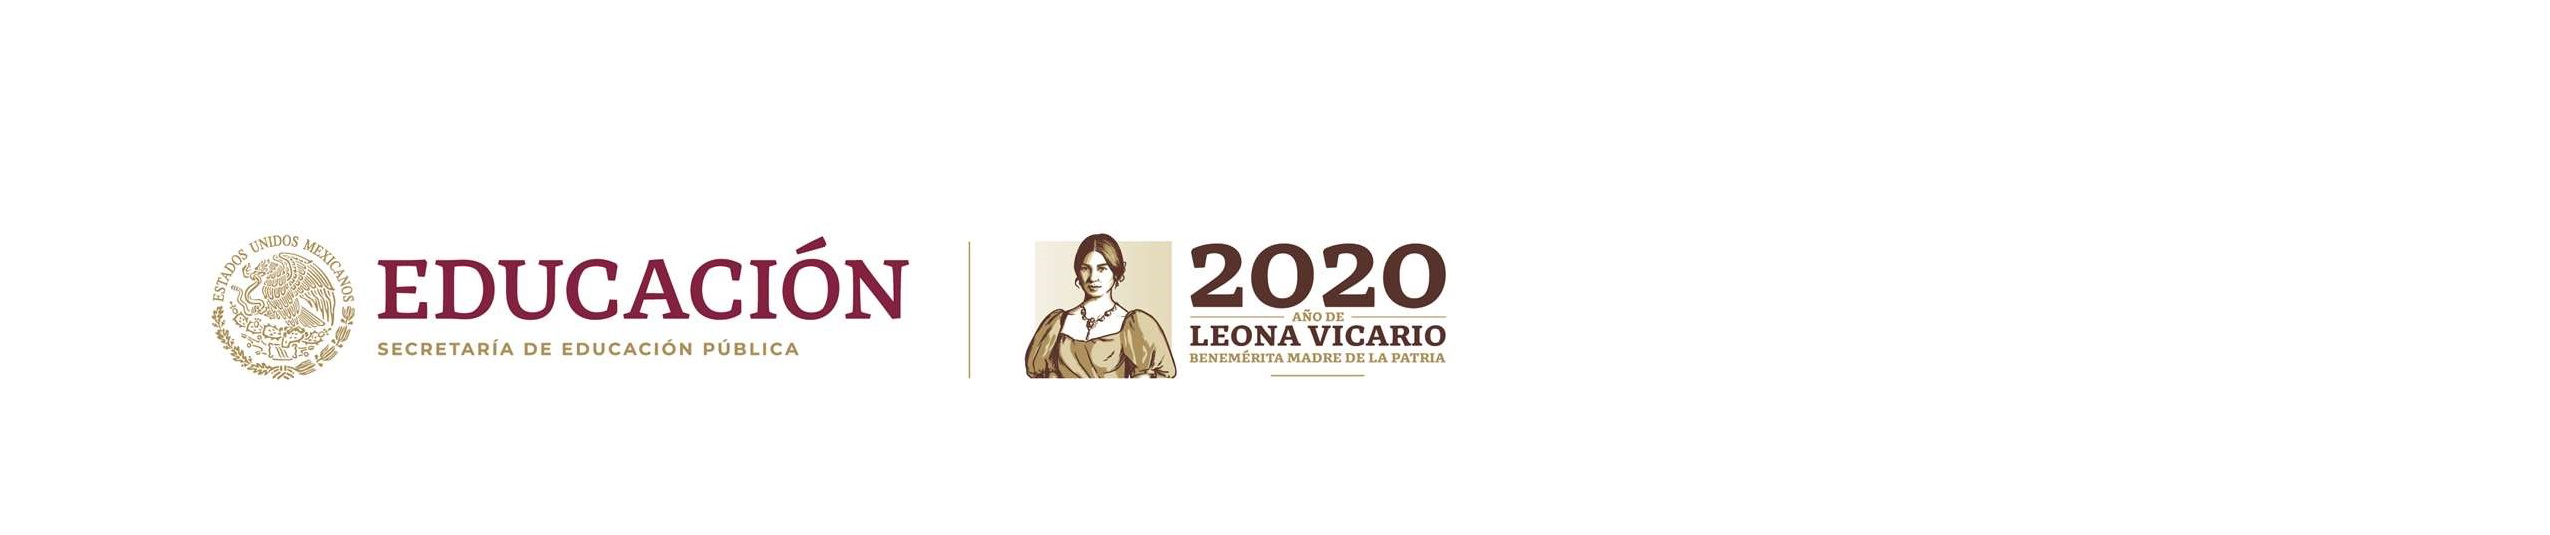 ESTADOS UNIDOS MEXICANOS
EDUCACIÓN
SECRETARÍA DE EDUCACIÓN PÚBLICA
2020
AÑO DE
LEONA VICARIO
BENEMÉRITA MADRE DE LA PATRIA